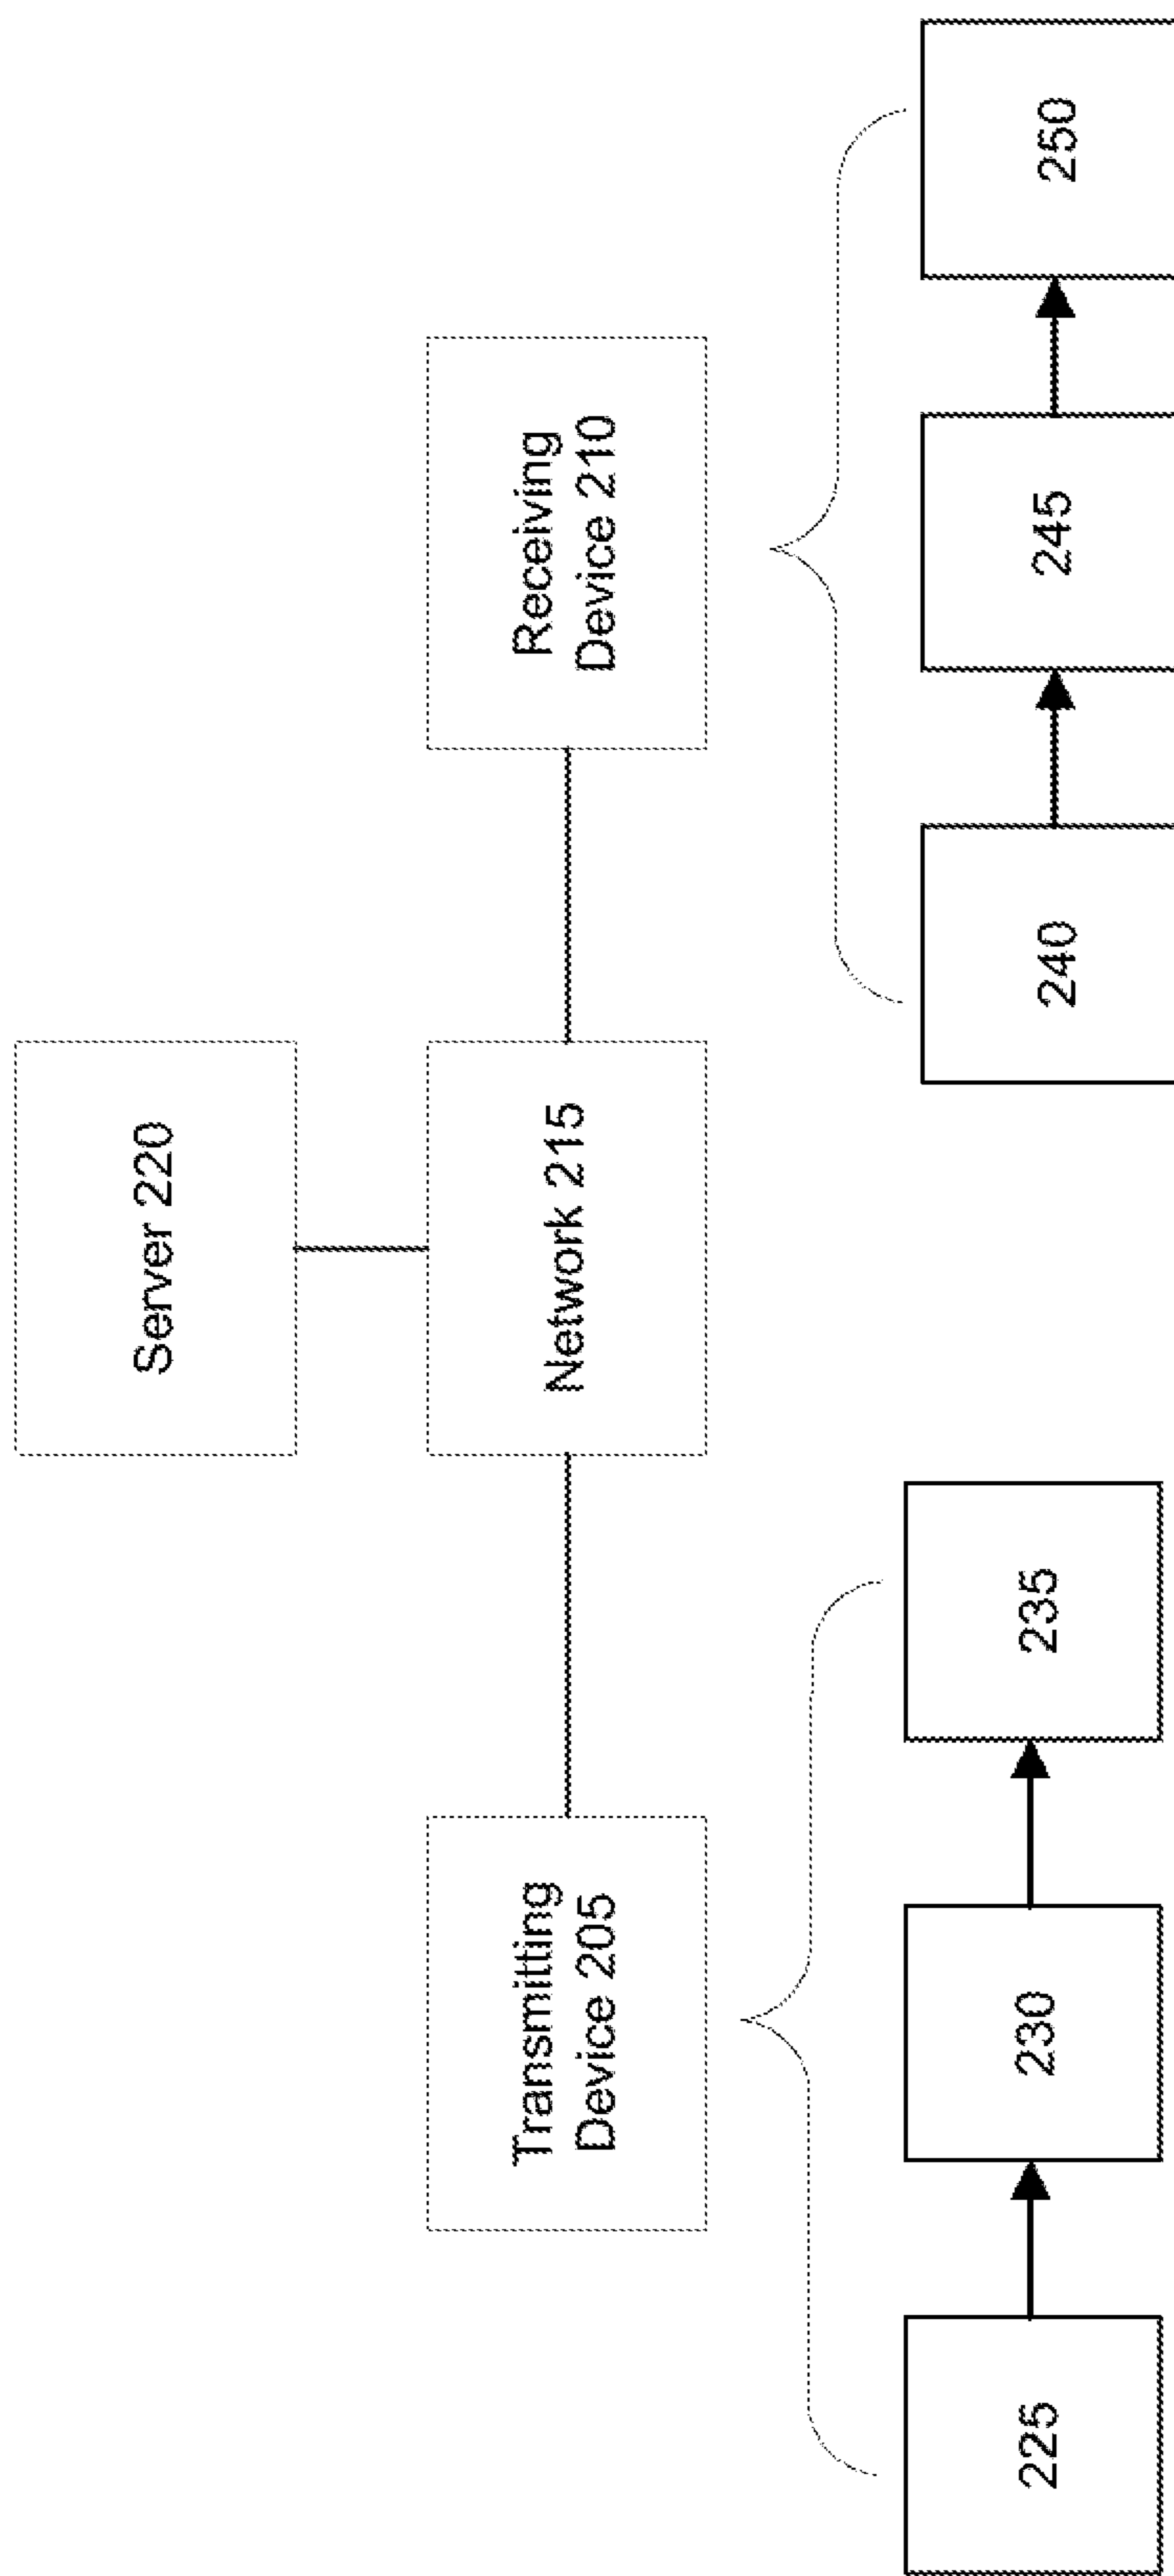 Server 220
Transmitting
Device 205
Network 215
Receiving
Device 210
225
230
235
240
245
250